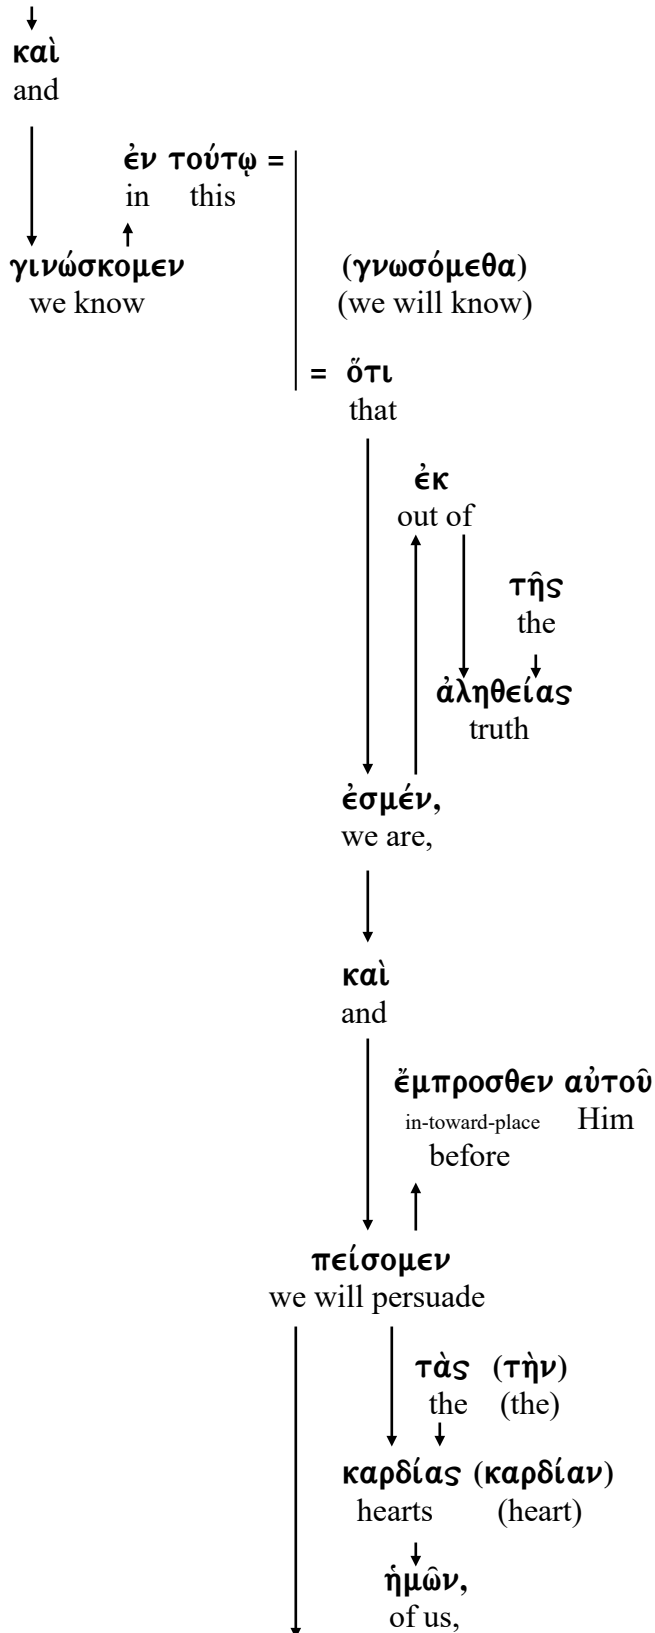 καὶ
and
ἐν τούτῳ =
in this
γινώσκομεν (γνωσόμεθα)
we know (we will know)
= ὅτι
that
ἐκ
out of
τῆς
the
ἀληθείας
truth
ἐσμέν,
we are,
καὶ
and
ἔμπροσθεν αὐτοῦ
in-toward-place Him
before
πείσομεν
we will persuade
τὰς (τὴν)
the (the)
καρδίας (καρδίαν)
hearts (heart)
ἡμῶν,
of us,